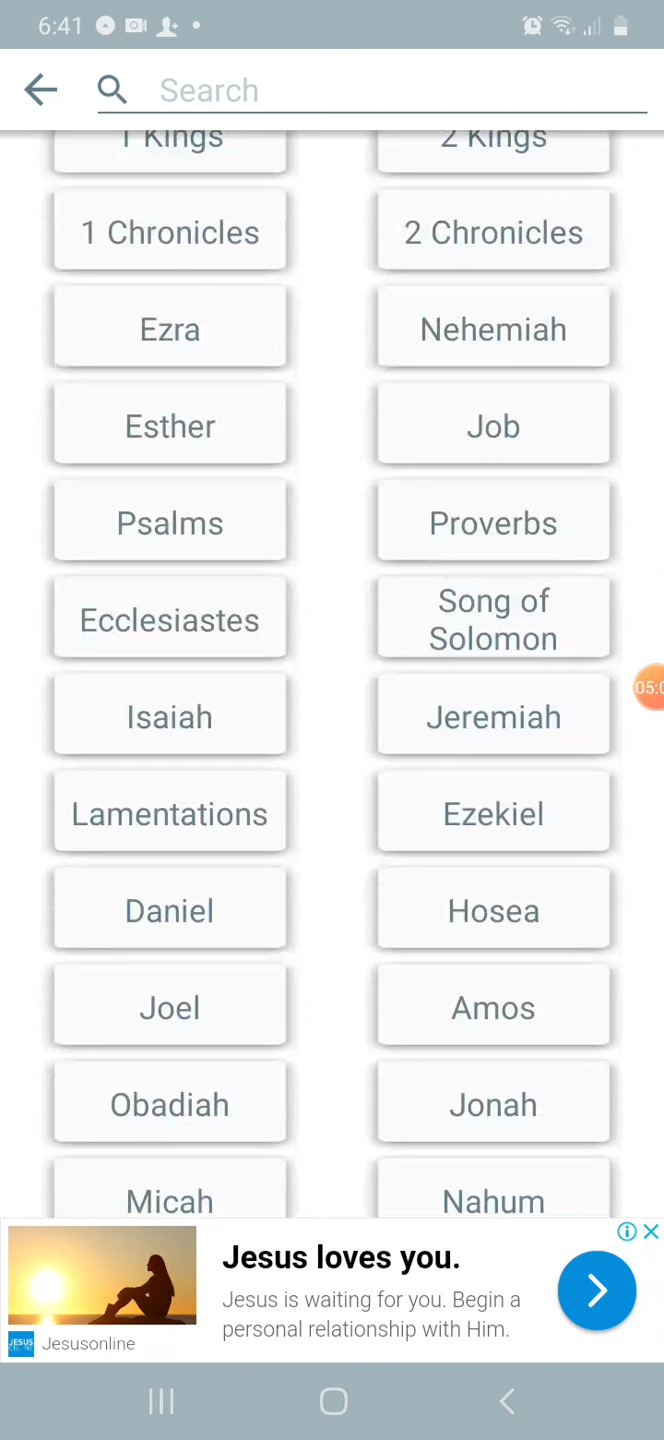 6:41
Search
1 Kings
2 Kings
1 Chronicles
2 Chronicles
Ezra
Nehemiah
Esther
Job
Psalms
Proverbs
Ecclesiastes
Song of
Solomon
Isaiah
Jeremiah
Lamentations
Ezekiel
Daniel
Hosea
Joel
Amos
Obadiah
Jonah
Micah
Nahum
Jesus loves you.
Jesus is waiting for you. Begin a
personal relationship with Him.
JESUS
Jesusonline